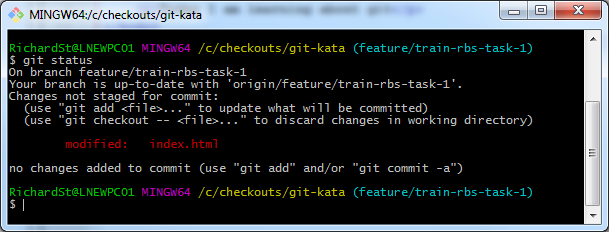 MINGW64:/c/checkouts/git-kata
RichardSt@LNEWPC01 MINGW64 /c/checkouts/git-kata (feature/train-rbs-task-1)
$ git status
On branch feature/train-rbs-task-1
Your branch is up-to-date with 'origin/feature/train-rbs-task-1'.
Changes not staged for commit:
  (use "git add <file>..." to update what will be committed)
  (use "git checkout -- <file>..." to discard changes in working directory)

        modified:   index.html

no changes added to commit (use "git add" and/or "git commit -a")

RichardSt@LNEWPC01 MINGW64 /c/checkouts/git-kata (feature/train-rbs-task-1)
$